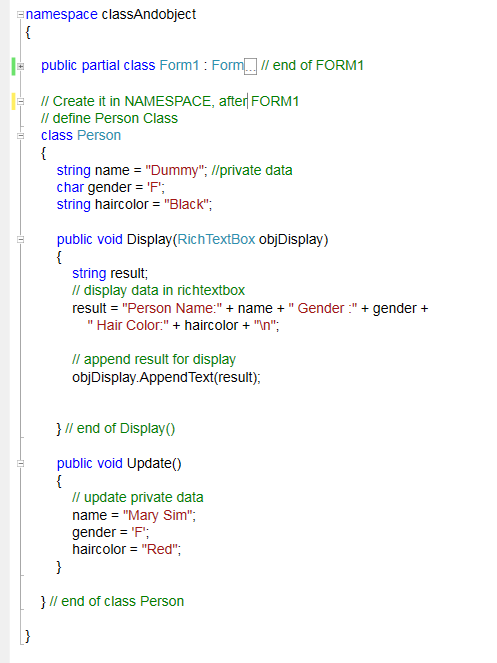 namespace classAndobject
{
public partial class Form1 : Form... // end of FORM1
// Create it in NAMESPACE, after FORM1
// define Person Class
class Person
{
string name = "Dummy"; //private data
char gender = 'F';
string haircolor = "Black";
public void Display(RichTextBox objDisplay)
{
string result;
// display data in richtextbox
result = "Person Name:" + name + " Gender :" + gender +
" Hair Color:" + haircolor + "\n";
// append result for display
objDisplay.AppendText(result);
} // end of Display()
public void Update()
{
// update private data
name = "Mary Sim";
gender = 'F';
haircolor = "Red";
}
} // end of class Person
}